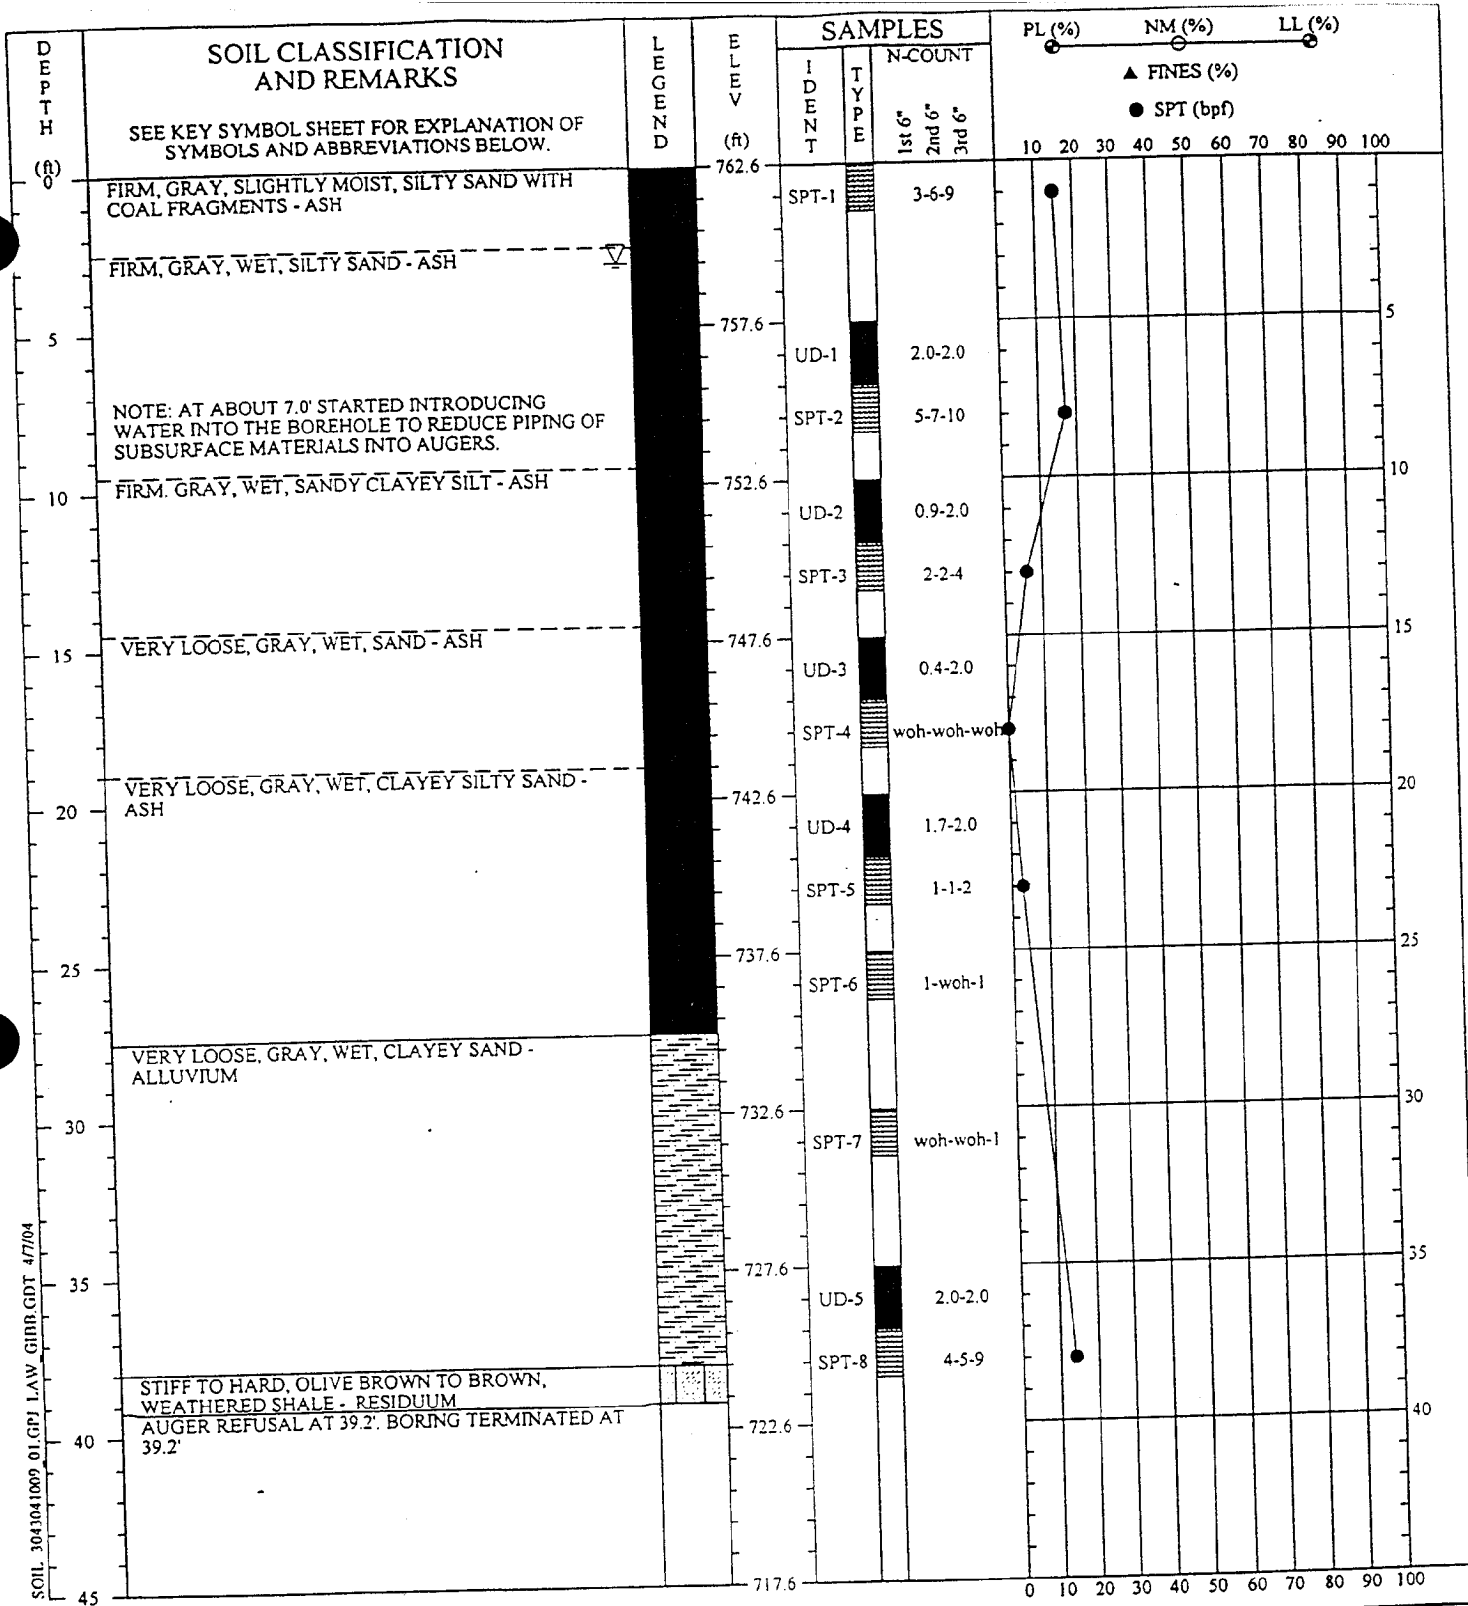 DEPTH
(ft)
SOIL CLASSIFICATION
AND REMARKS
SEE KEY SYMBOL SHEET FOR EXPLANATION OF
SYMBOLS AND ABBREVIATIONS BELOW.
LEGEND
ELEV
(ft)
SAMPLES
IDENT
TYPE
N-COUNT
1st 6"
2nd 6"
3rd 6"
PL (%) NM (%) LL (%)
▲ FINES (%)
● SPT (bpf)
10 20 30 40 50 60 70 80 90 100
0
762.6
FIRM, GRAY, SLIGHTLY MOIST, SILTY SAND WITH
COAL FRAGMENTS - ASH
SPT-1 3-6-9
FIRM, GRAY, WET, SILTY SAND - ASH
5 757.6 5
UD-1 2.0-2.0
NOTE: AT ABOUT 7.0' STARTED INTRODUCING
WATER INTO THE BOREHOLE TO REDUCE PIPING OF
SUBSURFACE MATERIALS INTO AUGERS.
SPT-2 5-7-10
10 752.6 10
FIRM. GRAY, WET, SANDY CLAYEY SILT - ASH
UD-2 0.9-2.0
SPT-3 2-2-4
VERY LOOSE, GRAY, WET, SAND - ASH
15 747.6 15
UD-3 0.4-2.0
SPT-4 woh-woh-woh
VERY LOOSE, GRAY, WET, CLAYEY SILTY SAND -
ASH
20 742.6 20
UD-4 1.7-2.0
SPT-5 1-1-2
25 737.6 25
SPT-6 1-woh-1
VERY LOOSE, GRAY, WET, CLAYEY SAND -
ALLUVIUM
30 732.6 30
SPT-7 woh-woh-1
35 727.6 35
UD-5 2.0-2.0
SPT-8 4-5-9
STIFF TO HARD, OLIVE BROWN TO BROWN,
WEATHERED SHALE - RESIDUUM
AUGER REFUSAL AT 39.2'. BORING TERMINATED AT
39.2'
40 722.6 40
45 717.6
0 10 20 30 40 50 60 70 80 90 100
SOIL 3043041009_01.GPJ LAW_GIBB.GDT 4/7/04